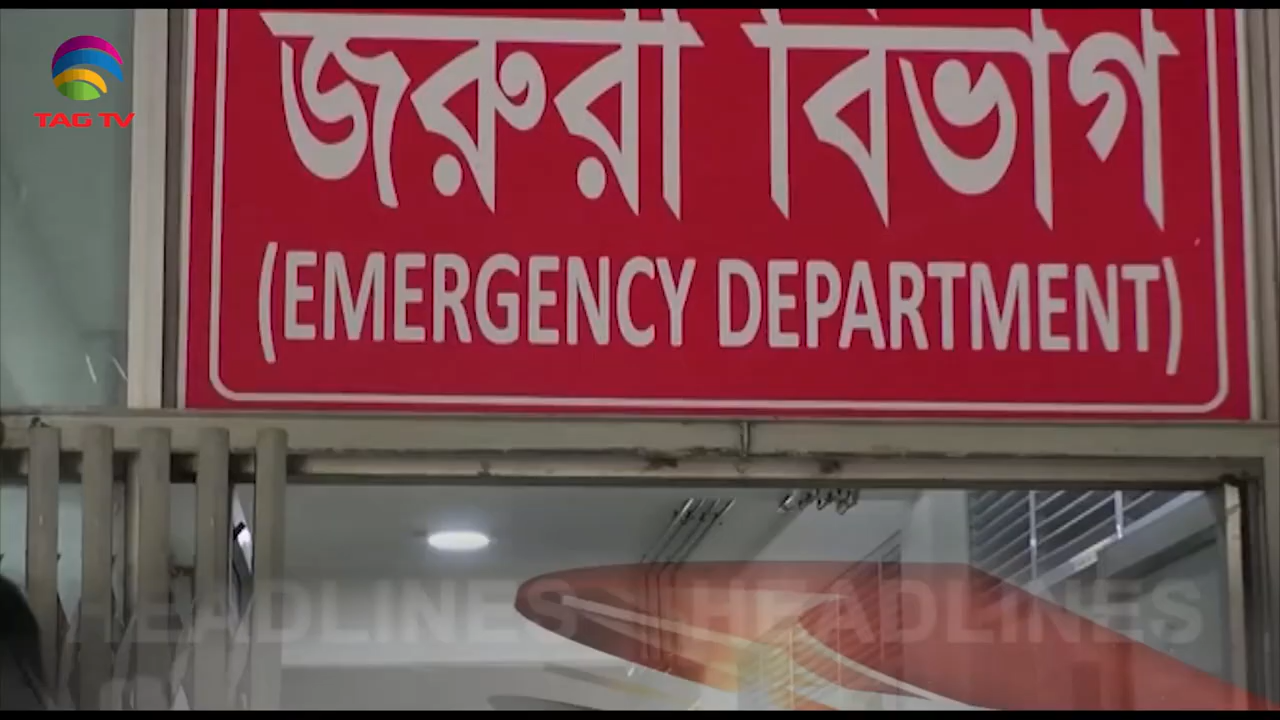 TAG TV
জরুরী বিভাগ
(EMERGENCY DEPARTMENT)
HEADLINES HEADLINES